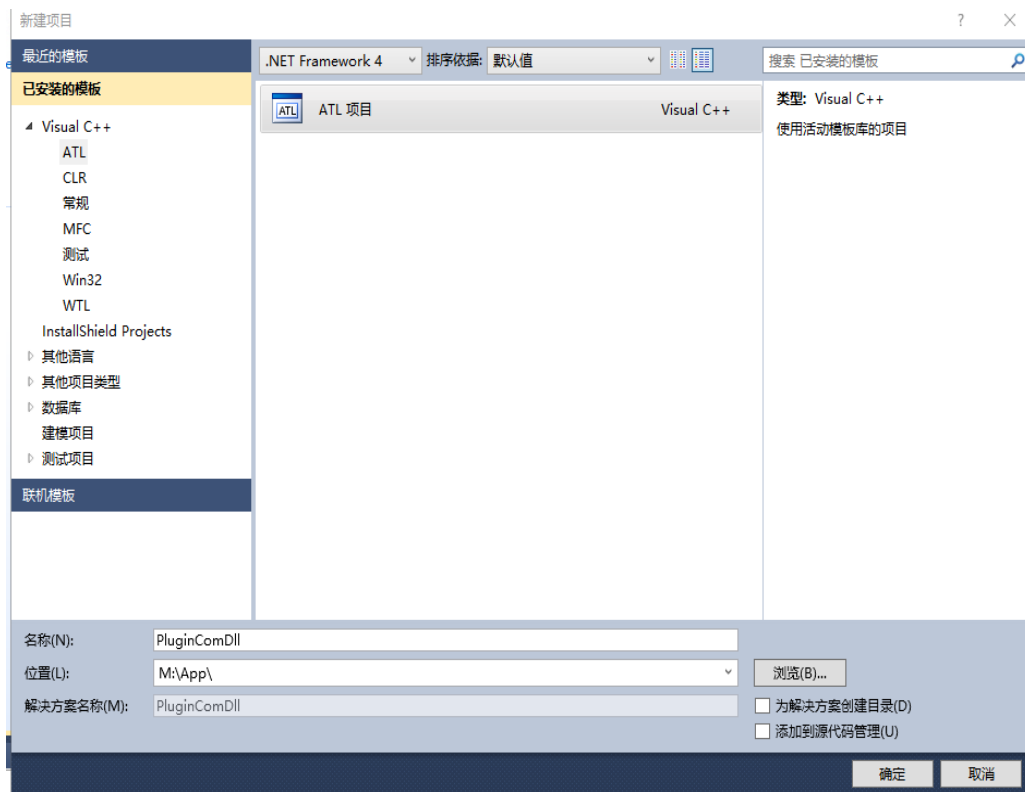 新建项目
最近的模板
.NET Framework 4
排序依据: 默认值
搜索 已安装的模板
已安装的模板
Visual C++
ATL
CLR
常规
MFC
测试
Win32
WTL
InstallShield Projects
其他语言
其他项目类型
数据库
建模项目
测试项目
联机模板
ATL
ATL 项目
Visual C++
类型: Visual C++
使用活动模板库的项目
名称(N):
PluginComDll
位置(L):
M:\App\
浏览(B)...
解决方案名称(M):
PluginComDll
为解决方案创建目录(D)
添加到源代码管理(U)
确定
取消